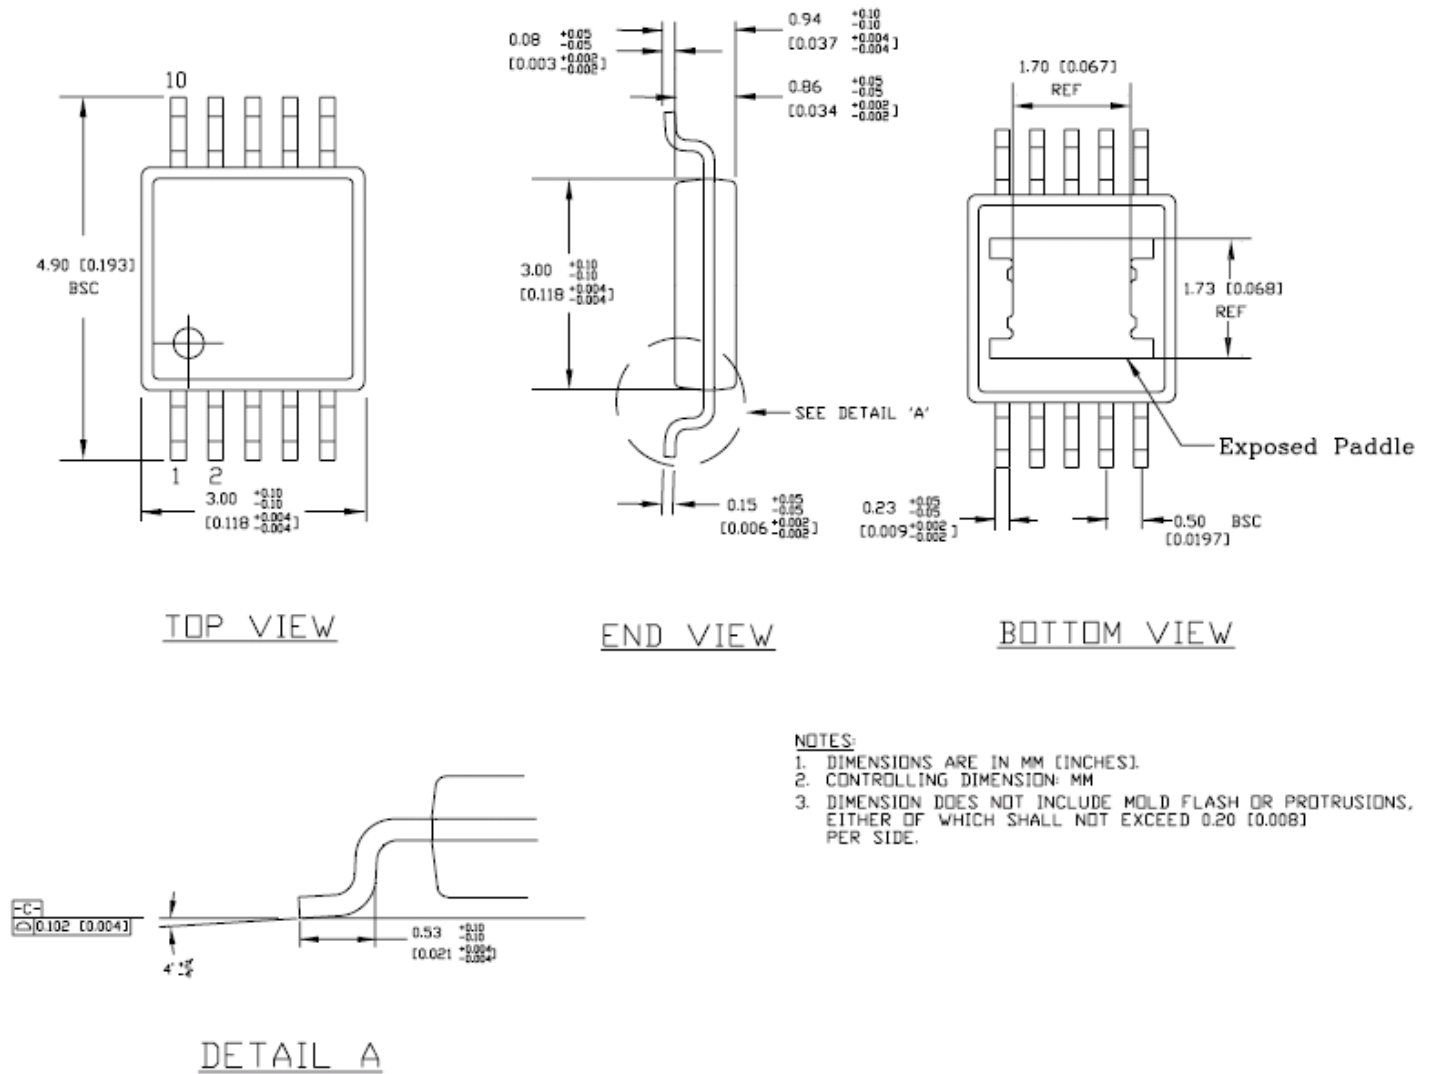 10
4.90 [0.193]
BSC
1 2
3.00 +0.10 -0.10
[0.118 +0.004 -0.004]
TOP VIEW
0.08 +0.05 -0.05
[0.003 +0.002 -0.002]
0.94 +0.10 -0.10
[0.037 +0.004 -0.004]
0.86 +0.05 -0.05
[0.034 +0.002 -0.002]
3.00 +0.10 -0.10
[0.118 +0.004 -0.004]
SEE DETAIL 'A'
0.15 +0.05 -0.05
[0.006 +0.002 -0.002]
END VIEW
1.70 [0.067]
REF
1.73 [0.068]
REF
Exposed Paddle
0.23 +0.05 -0.05
[0.009 +0.002 -0.002]
0.50 BSC
[0.0197]
BOTTOM VIEW
-C-
0.102 [0.004]
4°
0.53 +0.10 -0.10
[0.021 +0.004 -0.004]
DETAIL A
NOTES:
1. DIMENSIONS ARE IN MM [INCHES].
2. CONTROLLING DIMENSION: MM
3. DIMENSION DOES NOT INCLUDE MOLD FLASH OR PROTRUSIONS,
EITHER OF WHICH SHALL NOT EXCEED 0.20 [0.008]
PER SIDE.